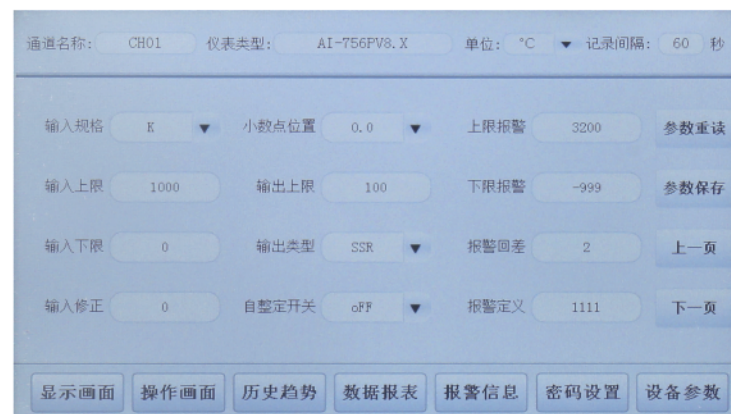 通道名称: CH01 仪表类型: AI-756PV8.X 单位: ℃ ▼ 记录间隔: 60 秒
输入规格 K ▼ 小数点位置 0.0 ▼ 上限报警 3200 参数重读
输入上限 1000 输出上限 100 下限报警 -999 参数保存
输入下限 0 输出类型 SSR ▼ 报警回差 2 上一页
输入修正 0 自整定开关 oFF ▼ 报警定义 1111 下一页
显示画面 操作画面 历史趋势 数据报表 报警信息 密码设置 设备参数